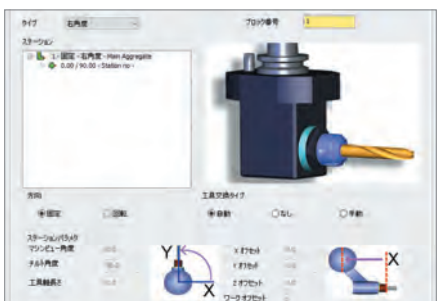 タイプ 右角度 ブロック番号
ステーション
1 - 固定 - 右角度 - Main Aggregate
0.00 / 90.00 - Station no -
方向 工具交換タイプ
固定 回転 自動 なし 手動
ステーションパラメタ
マシンビュー角度 X オフセット
チルト角度 Y オフセット
工具軸長さ Z オフセット
ワーク オフセット
Y X
X